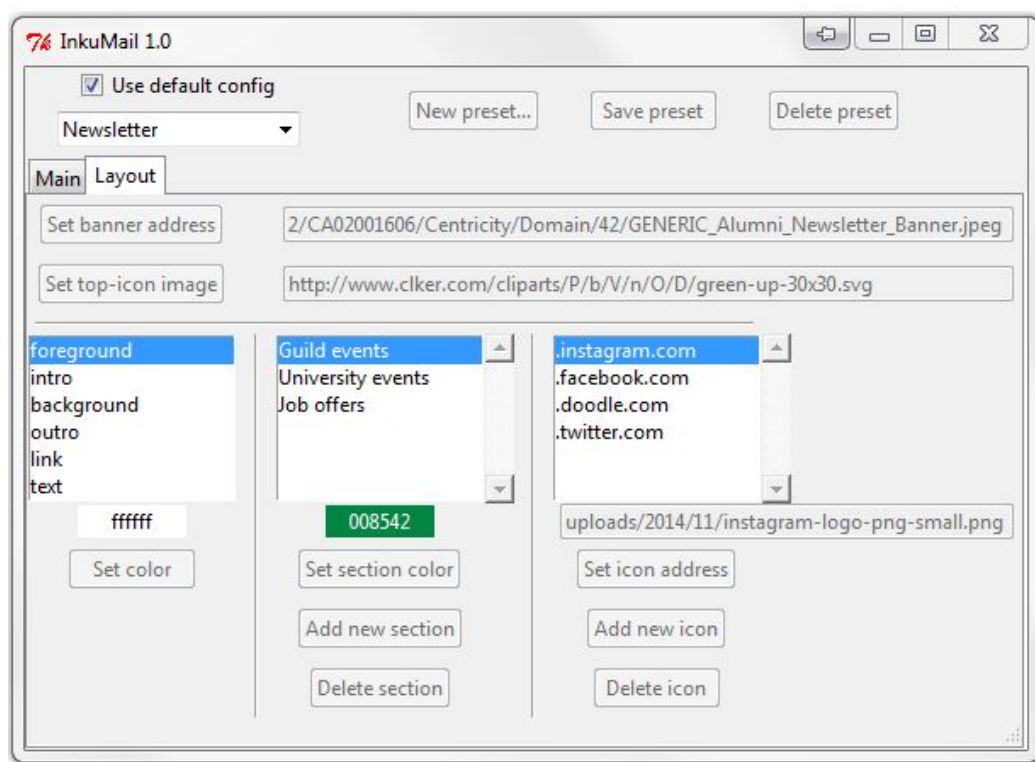 InkuMail 1.0
Use default config
Newsletter
New preset...
Save preset
Delete preset
Main
Layout
Set banner address
2/CA02001606/Centricity/Domain/42/GENERIC_Alumni_Newsletter_Banner.jpeg
Set top-icon image
http://www.clker.com/cliparts/P/b/V/n/O/D/green-up-30x30.svg
foreground
intro
background
outro
link
text
ffffff
Set color
Guild events
University events
Job offers
008542
Set section color
Add new section
Delete section
.instagram.com
.facebook.com
.doodle.com
.twitter.com
uploads/2014/11/instagram-logo-png-small.png
Set icon address
Add new icon
Delete icon